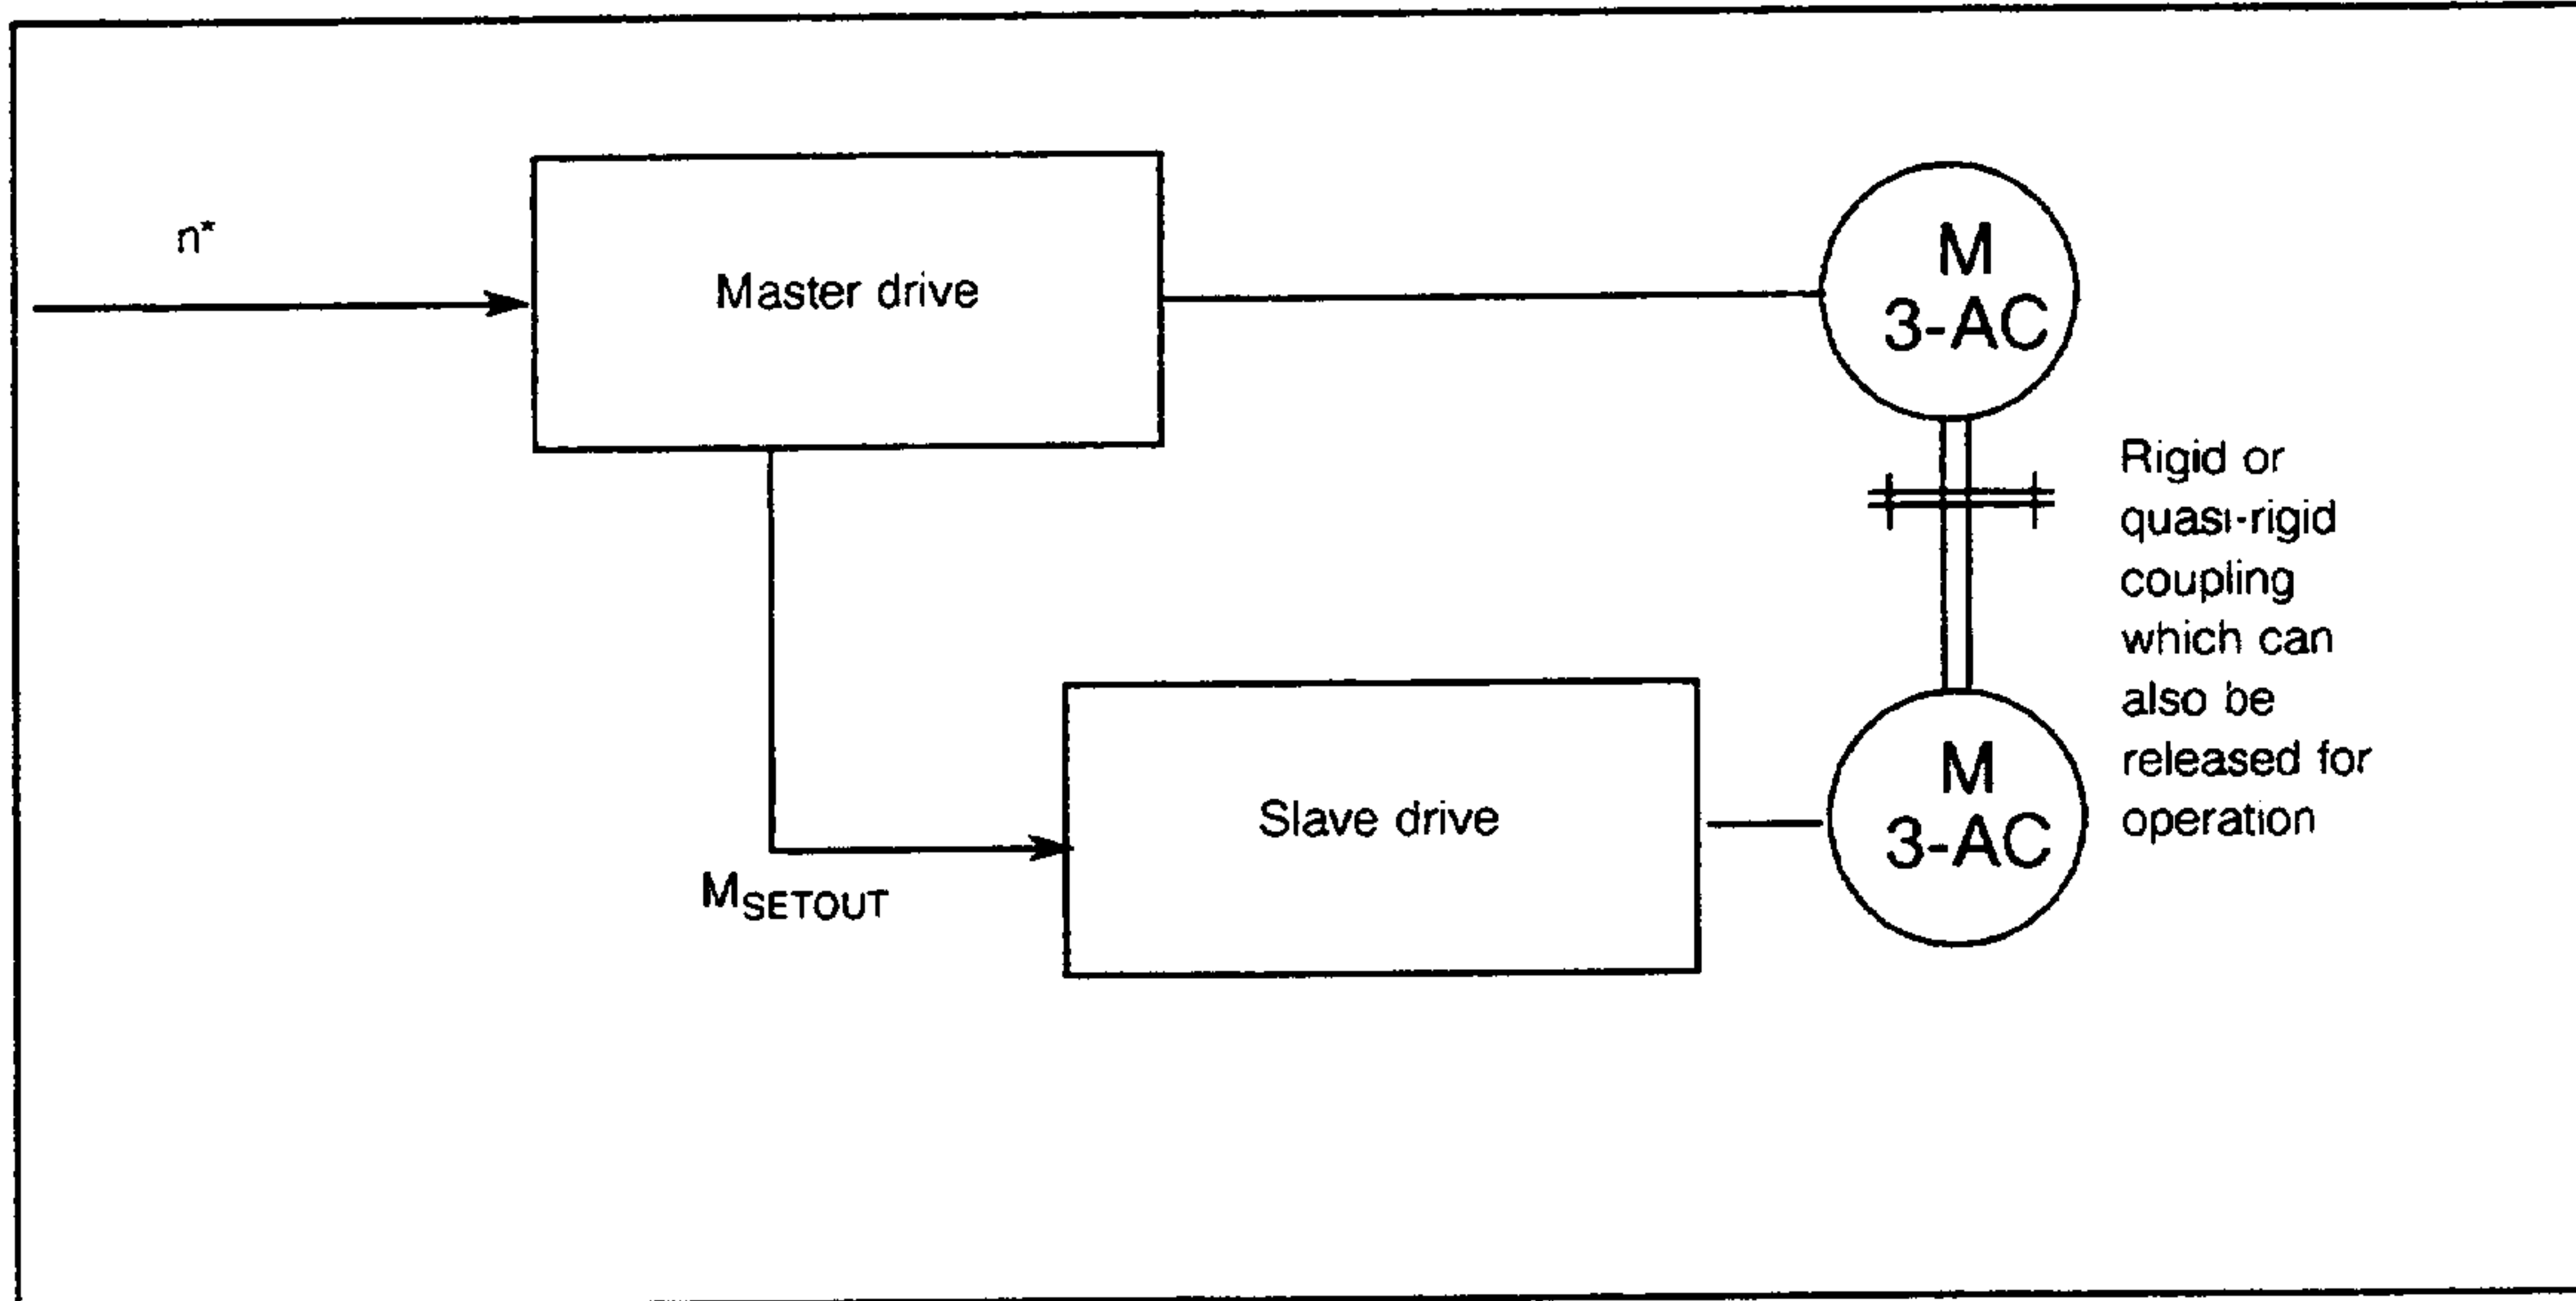 n*
Master drive
M
3-AC
Rigid or
quasi-rigid
coupling
which can
also be
released for
operation
Slave drive
M
3-AC
MSETOUT